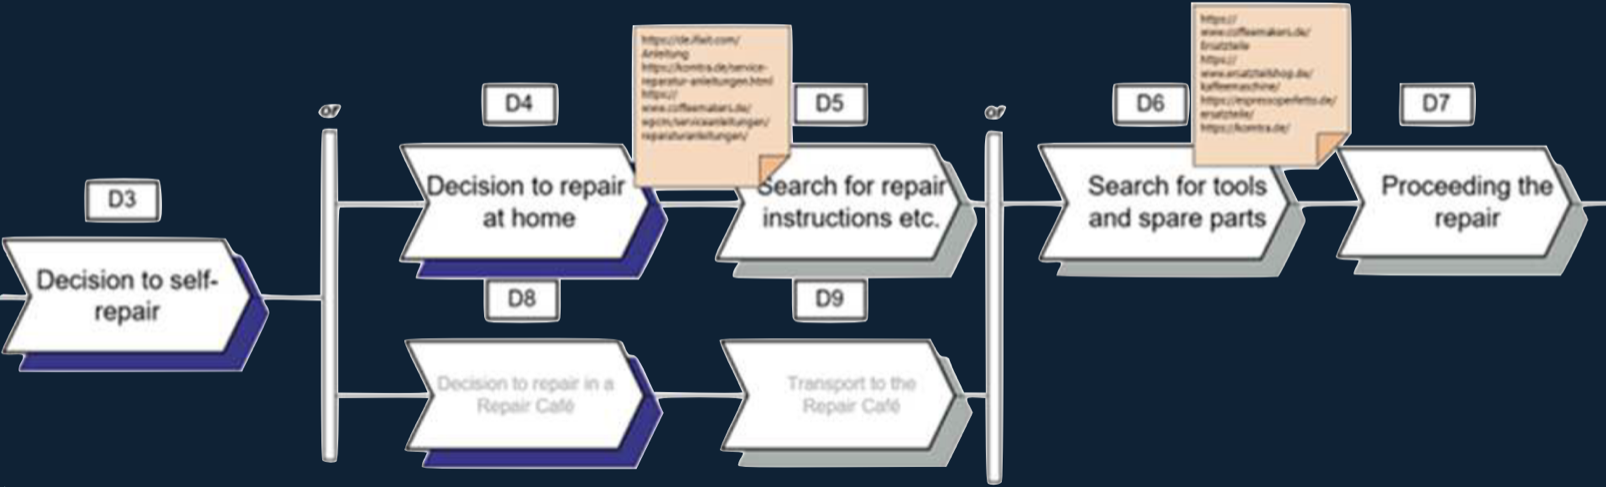 D3
Decision to self-
repair
or
D4
Decision to repair
at home
https://de.ifixit.com/
Anleitung
https://komtra.de/service-
reparatur-anleitungen.html
https://
www.coffeemakers.de/
wgcm/serviceanleitungen/
reparaturanleitungen/
D5
Search for repair
instructions etc.
D8
Decision to repair in a
Repair Café
D9
Transport to the
Repair Café
or
D6
Search for tools
and spare parts
https://
www.coffeemakers.de/
Ersatzteile
https://
www.ersatzteilshop.de/
kaffeemaschine/
https://espressoperfetto.de/
ersatzteile/
https://komtra.de/
D7
Proceeding the
repair